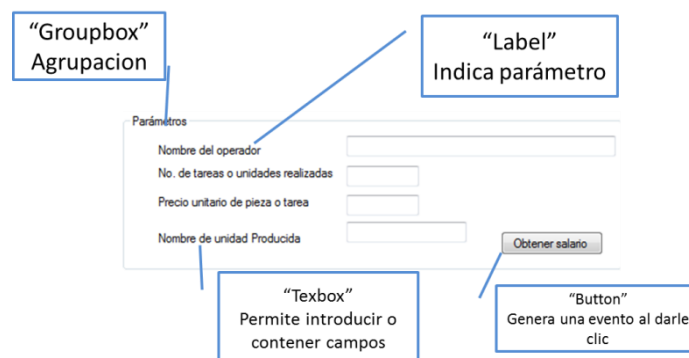 “Groupbox”
Agrupacion
“Label”
Indica parámetro
Parámetros
Nombre del operador
No. de tareas o unidades realizadas
Precio unitario de pieza o tarea
Nombre de unidad Producida
Obtener salario
“Texbox”
Permite introducir o
contener campos
“Button”
Genera una evento al darle
clic